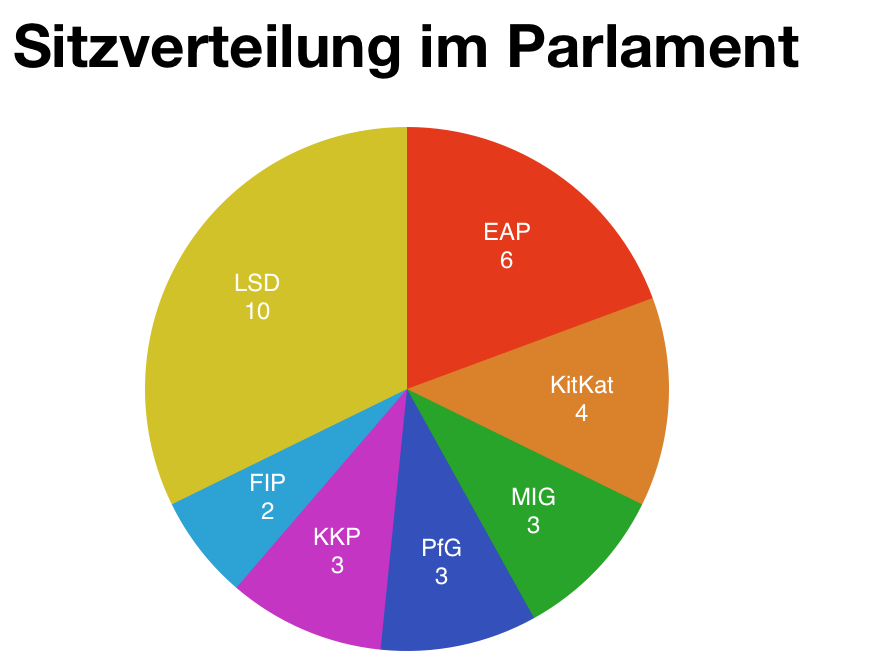 Sitzverteilung im Parlament
EAP
6
LSD
10
KitKat
4
FIP
2
MIG
3
KKP
3
PfG
3